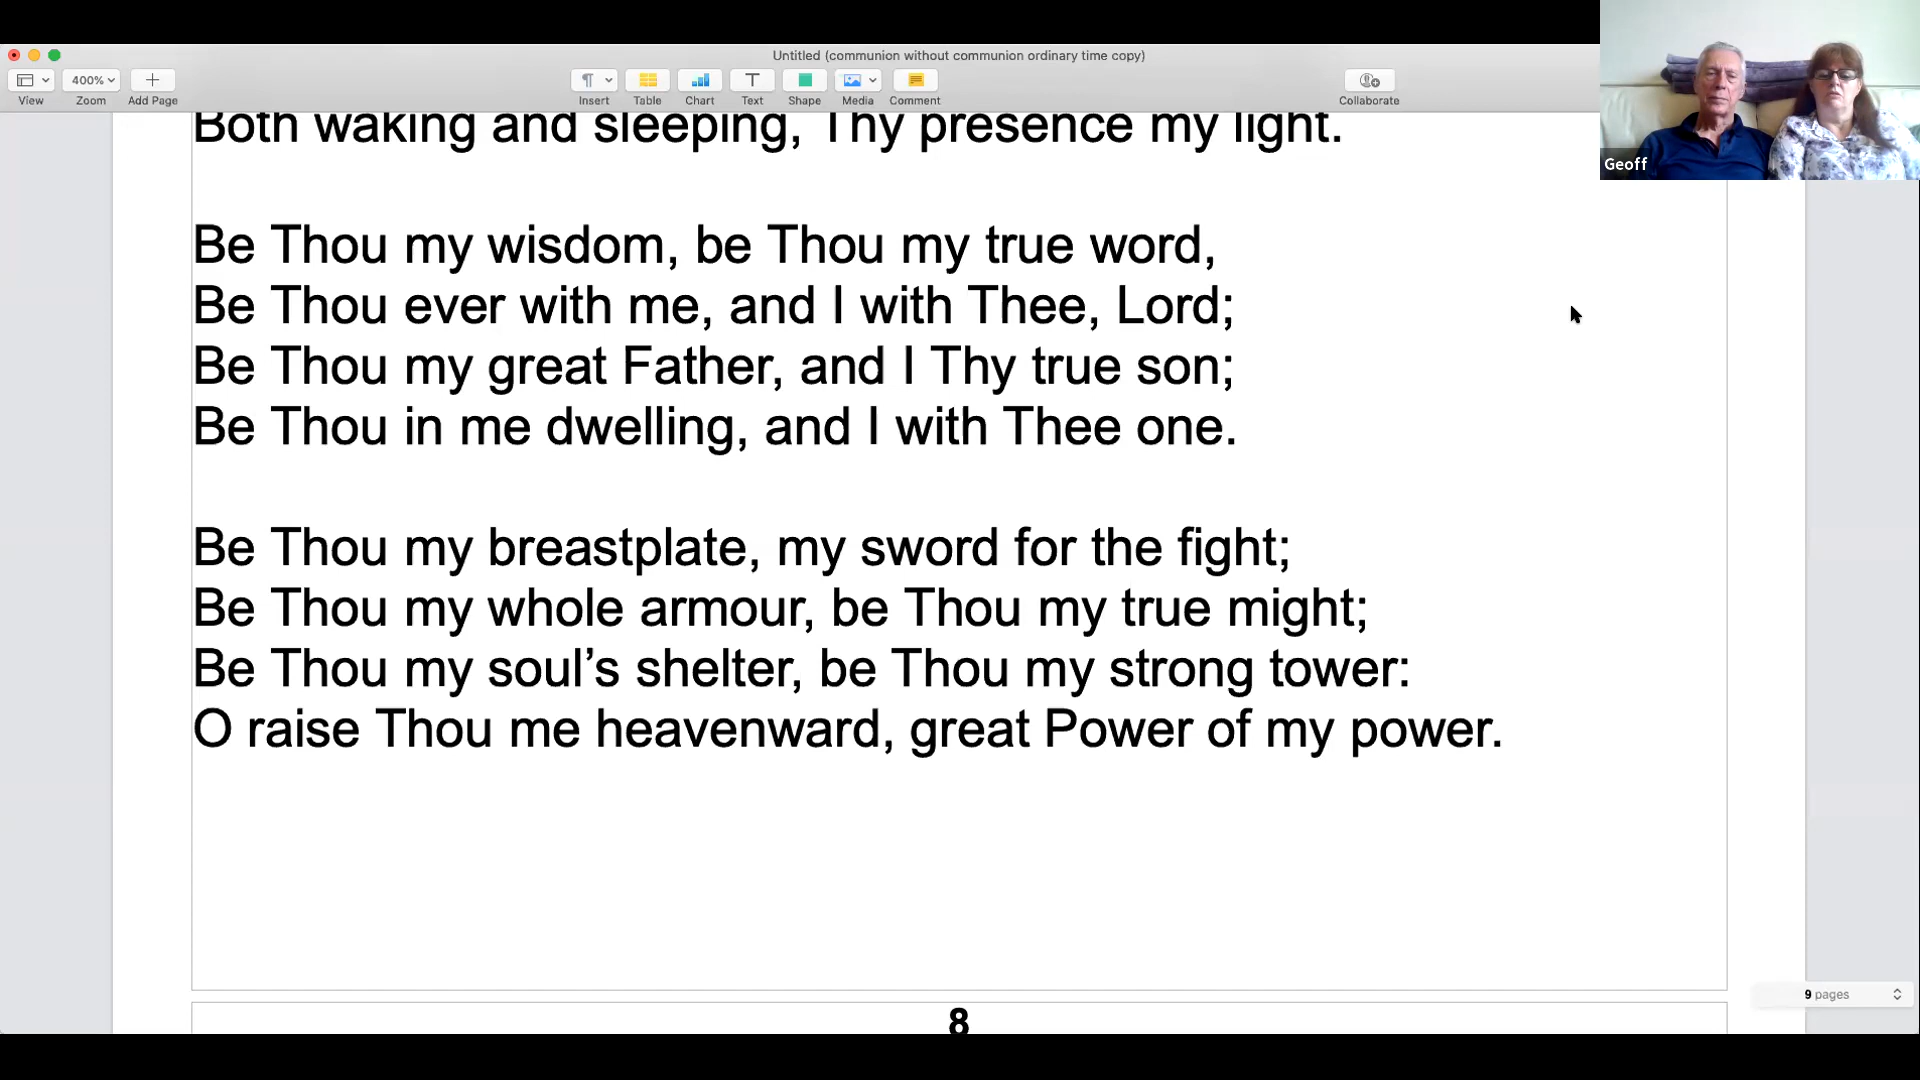 Untitled (communion without communion ordinary time copy)
400%
View Zoom Add Page Insert Table Chart Text Shape Media Comment Collaborate
Geoff
Both waking and sleeping, Thy presence my light.
Be Thou my wisdom, be Thou my true word,
Be Thou ever with me, and I with Thee, Lord;
Be Thou my great Father, and I Thy true son;
Be Thou in me dwelling, and I with Thee one.
Be Thou my breastplate, my sword for the fight;
Be Thou my whole armour, be Thou my true might;
Be Thou my soul’s shelter, be Thou my strong tower:
O raise Thou me heavenward, great Power of my power.
9 pages
8